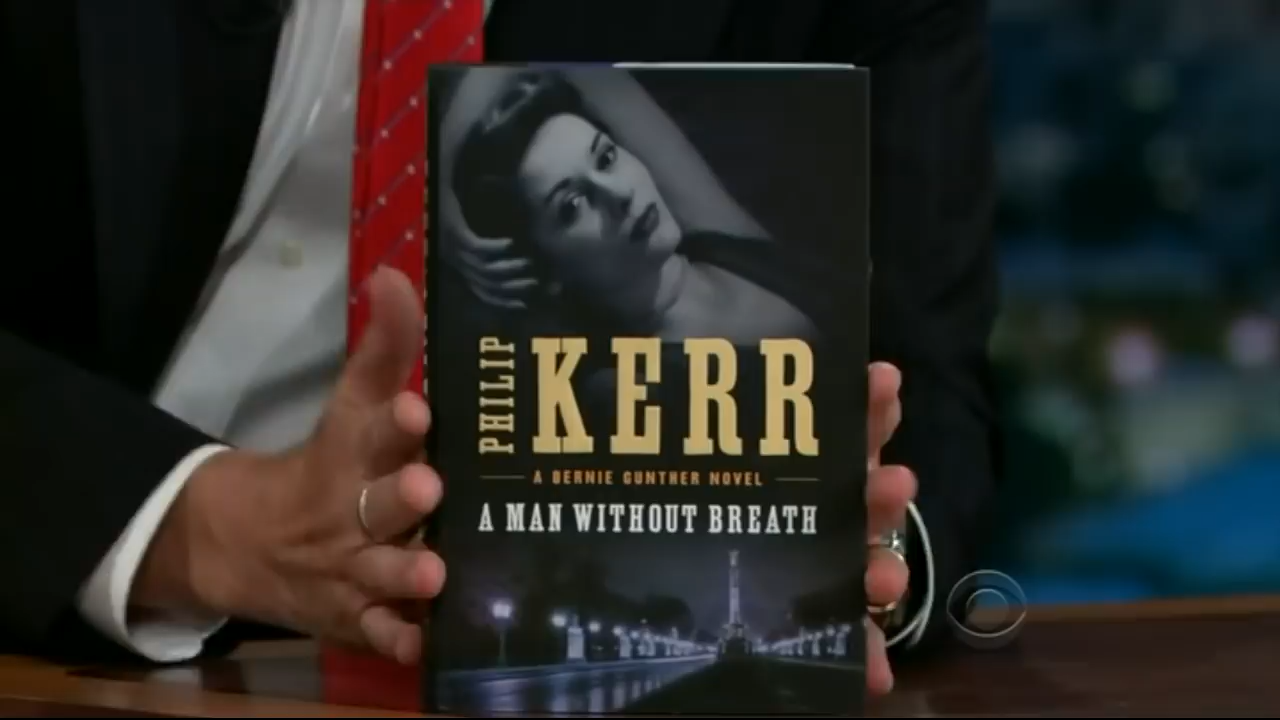 PHILIP
KERR
A BERNIE GUNTHER NOVEL
A MAN WITHOUT BREATH